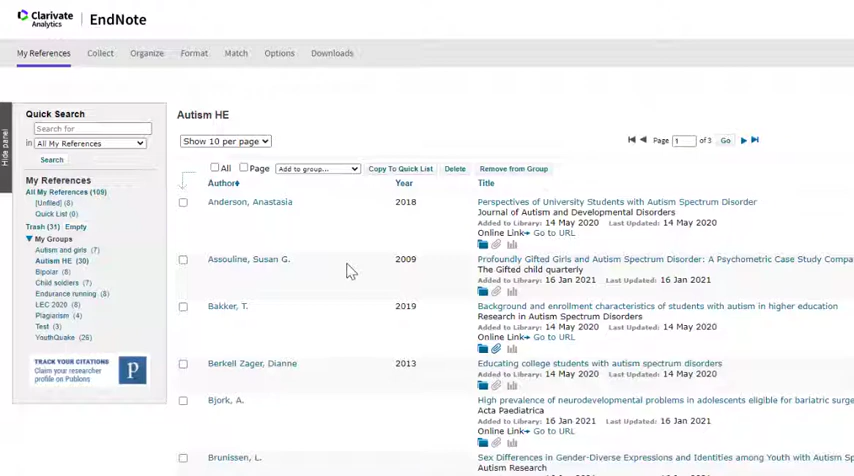 Clarivate
Analytics
EndNote
My References Collect Organize Format Match Options Downloads
Hide panel
Quick Search
Search for
in All My References
Search
My References
All My References (109)
[Unfiled] (8)
Quick List (0)
Trash (31) Empty
My Groups
Autism and girls (7)
Autism HE (30)
Bipolar (8)
Child soldiers (7)
Endurance running (8)
LEC 2020 (8)
Plagiarism (4)
Test (3)
YouthQuake (26)
TRACK YOUR CITATIONS
Claim your researcher
profile on Publons
P
Autism HE
Show 10 per page
Page 1 of 3 Go
All Page Add to group... Copy To Quick List Delete Remove from Group
Author Year Title
Anderson, Anastasia 2018 Perspectives of University Students with Autism Spectrum Disorder
Journal of Autism and Developmental Disorders
Added to Library: 14 May 2020 Last Updated: 14 May 2020
Online Link→ Go to URL
Assouline, Susan G. 2009 Profoundly Gifted Girls and Autism Spectrum Disorder: A Psychometric Case Study Compa
The Gifted child quarterly
Added to Library: 16 Jan 2021 Last Updated: 16 Jan 2021
Bakker, T. 2019 Background and enrollment characteristics of students with autism in higher education
Research in Autism Spectrum Disorders
Added to Library: 14 May 2020 Last Updated: 14 May 2020
Online Link→ Go to URL
Berkell Zager, Dianne 2013 Educating college students with autism spectrum disorders
Added to Library: 14 May 2020 Last Updated: 14 May 2020
Bjork, A. High prevalence of neurodevelopmental problems in adolescents eligible for bariatric surge
Acta Paediatrica
Added to Library: 16 Jan 2021 Last Updated: 16 Jan 2021
Online Link→ Go to URL
Brunissen, L. Sex Differences in Gender-Diverse Expressions and Identities among Youth with Autism Sp
Autism Research